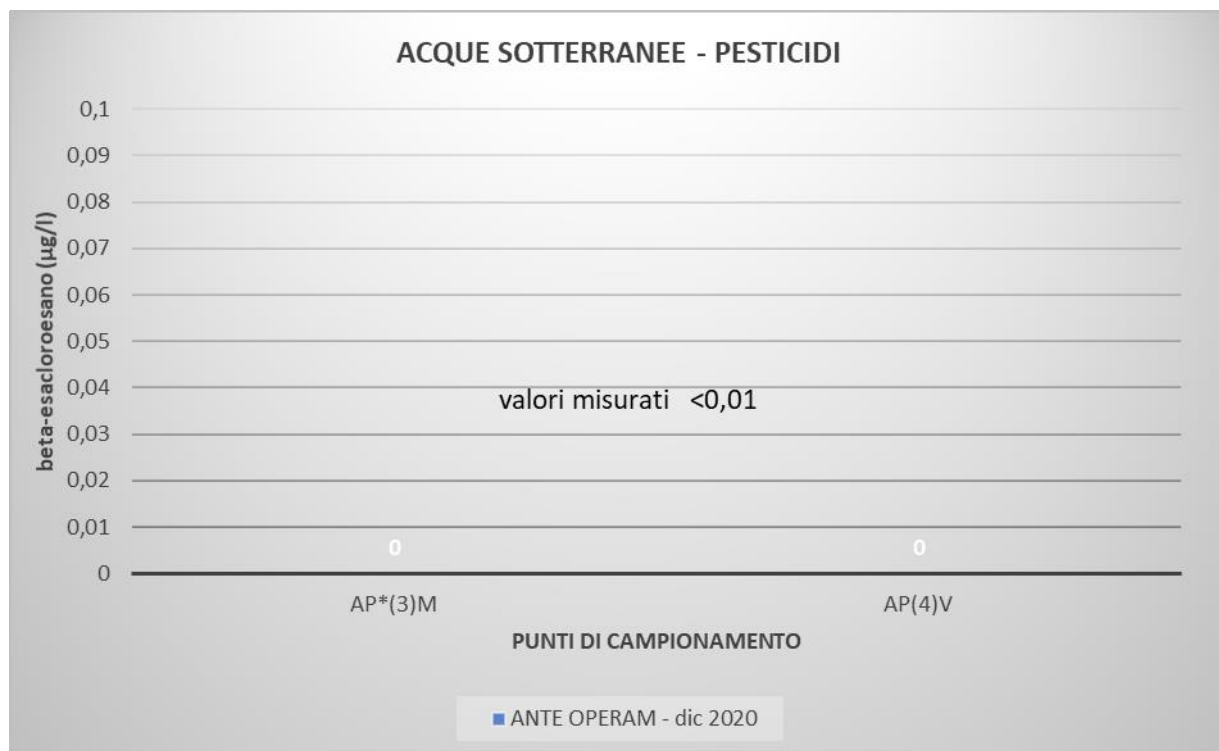 ACQUE SOTTERRANEE - PESTICIDI
beta-esacloroesano (µg/l)
0,1
0,09
0,08
0,07
0,06
0,05
0,04
0,03
0,02
0,01
0
valori misurati <0,01
0 0
AP*(3)M AP(4)V
PUNTI DI CAMPIONAMENTO
ANTE OPERAM - dic 2020